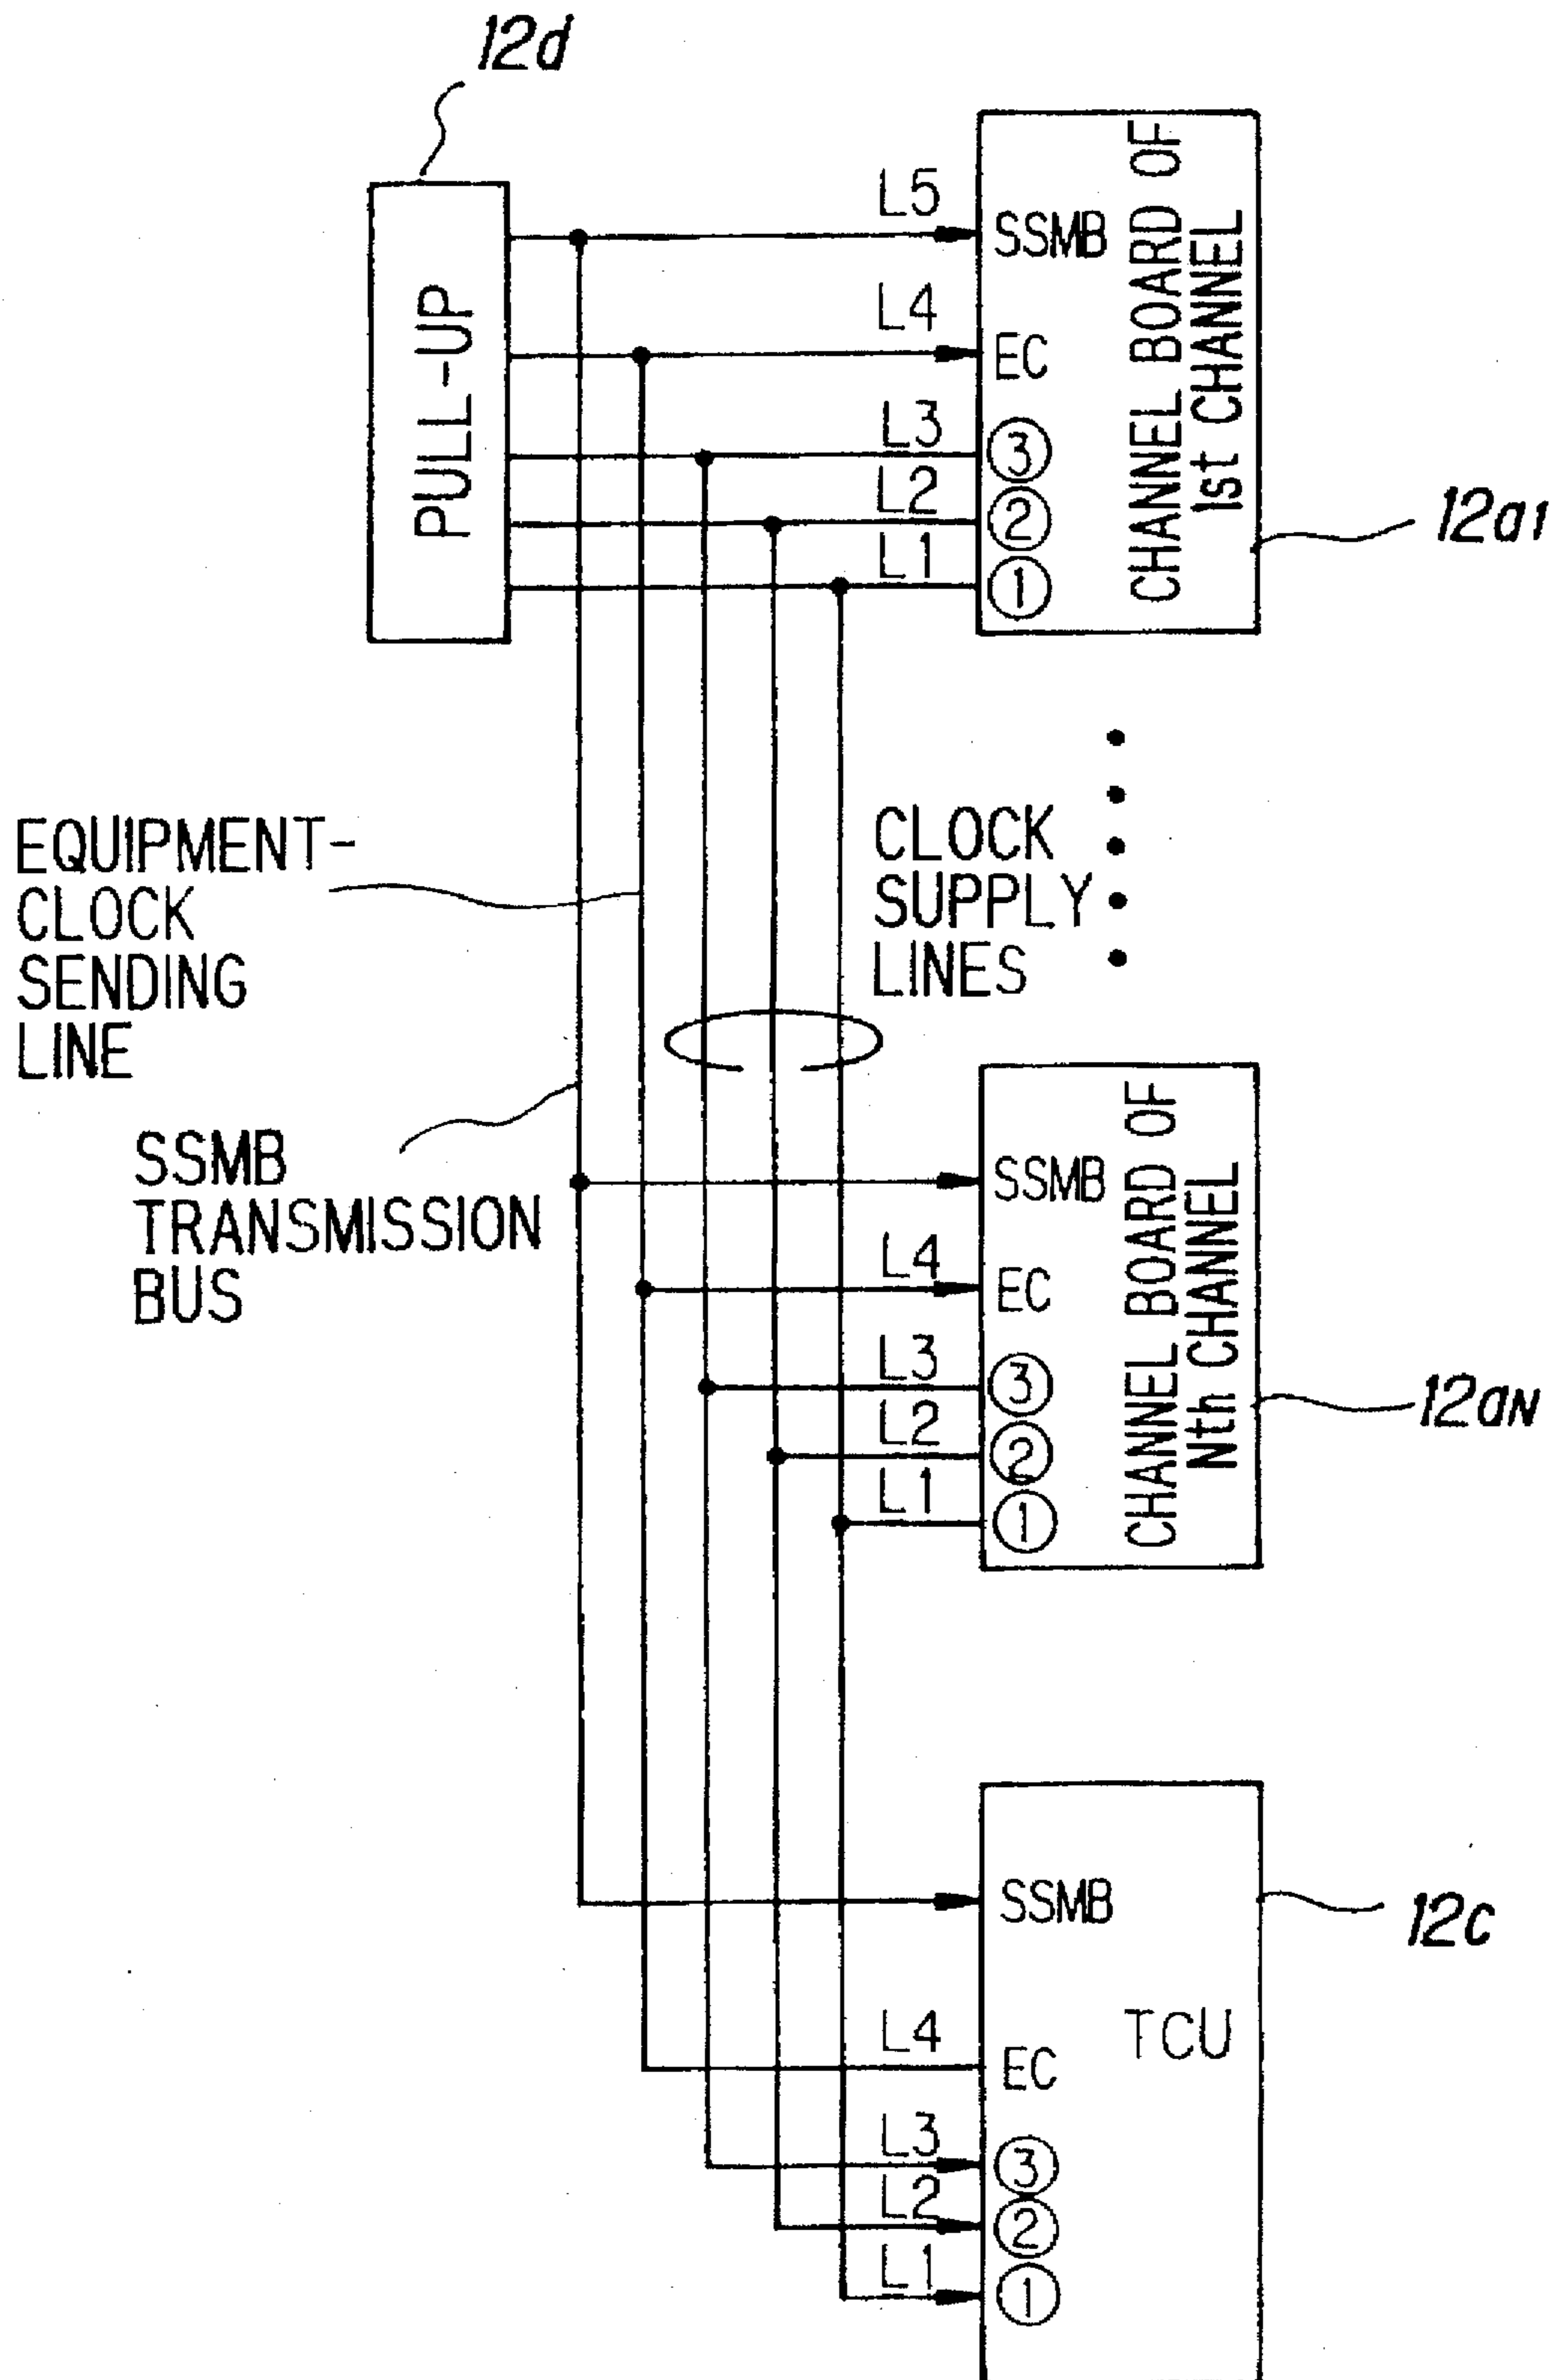 12d
PULL-UP
L5
L4
L3
L2
L1
SSMB
EC
③
②
①
CHANNEL BOARD OF
1st CHANNEL
12a1
EQUIPMENT-
CLOCK
SENDING
LINE
CLOCK
SUPPLY
LINES
SSMB
TRANSMISSION
BUS
L4
L3
L2
L1
SSMB
EC
③
②
①
CHANNEL BOARD OF
Nth CHANNEL
12aN
L4
L3
L2
L1
SSMB
EC
③
②
①
TCU
12c